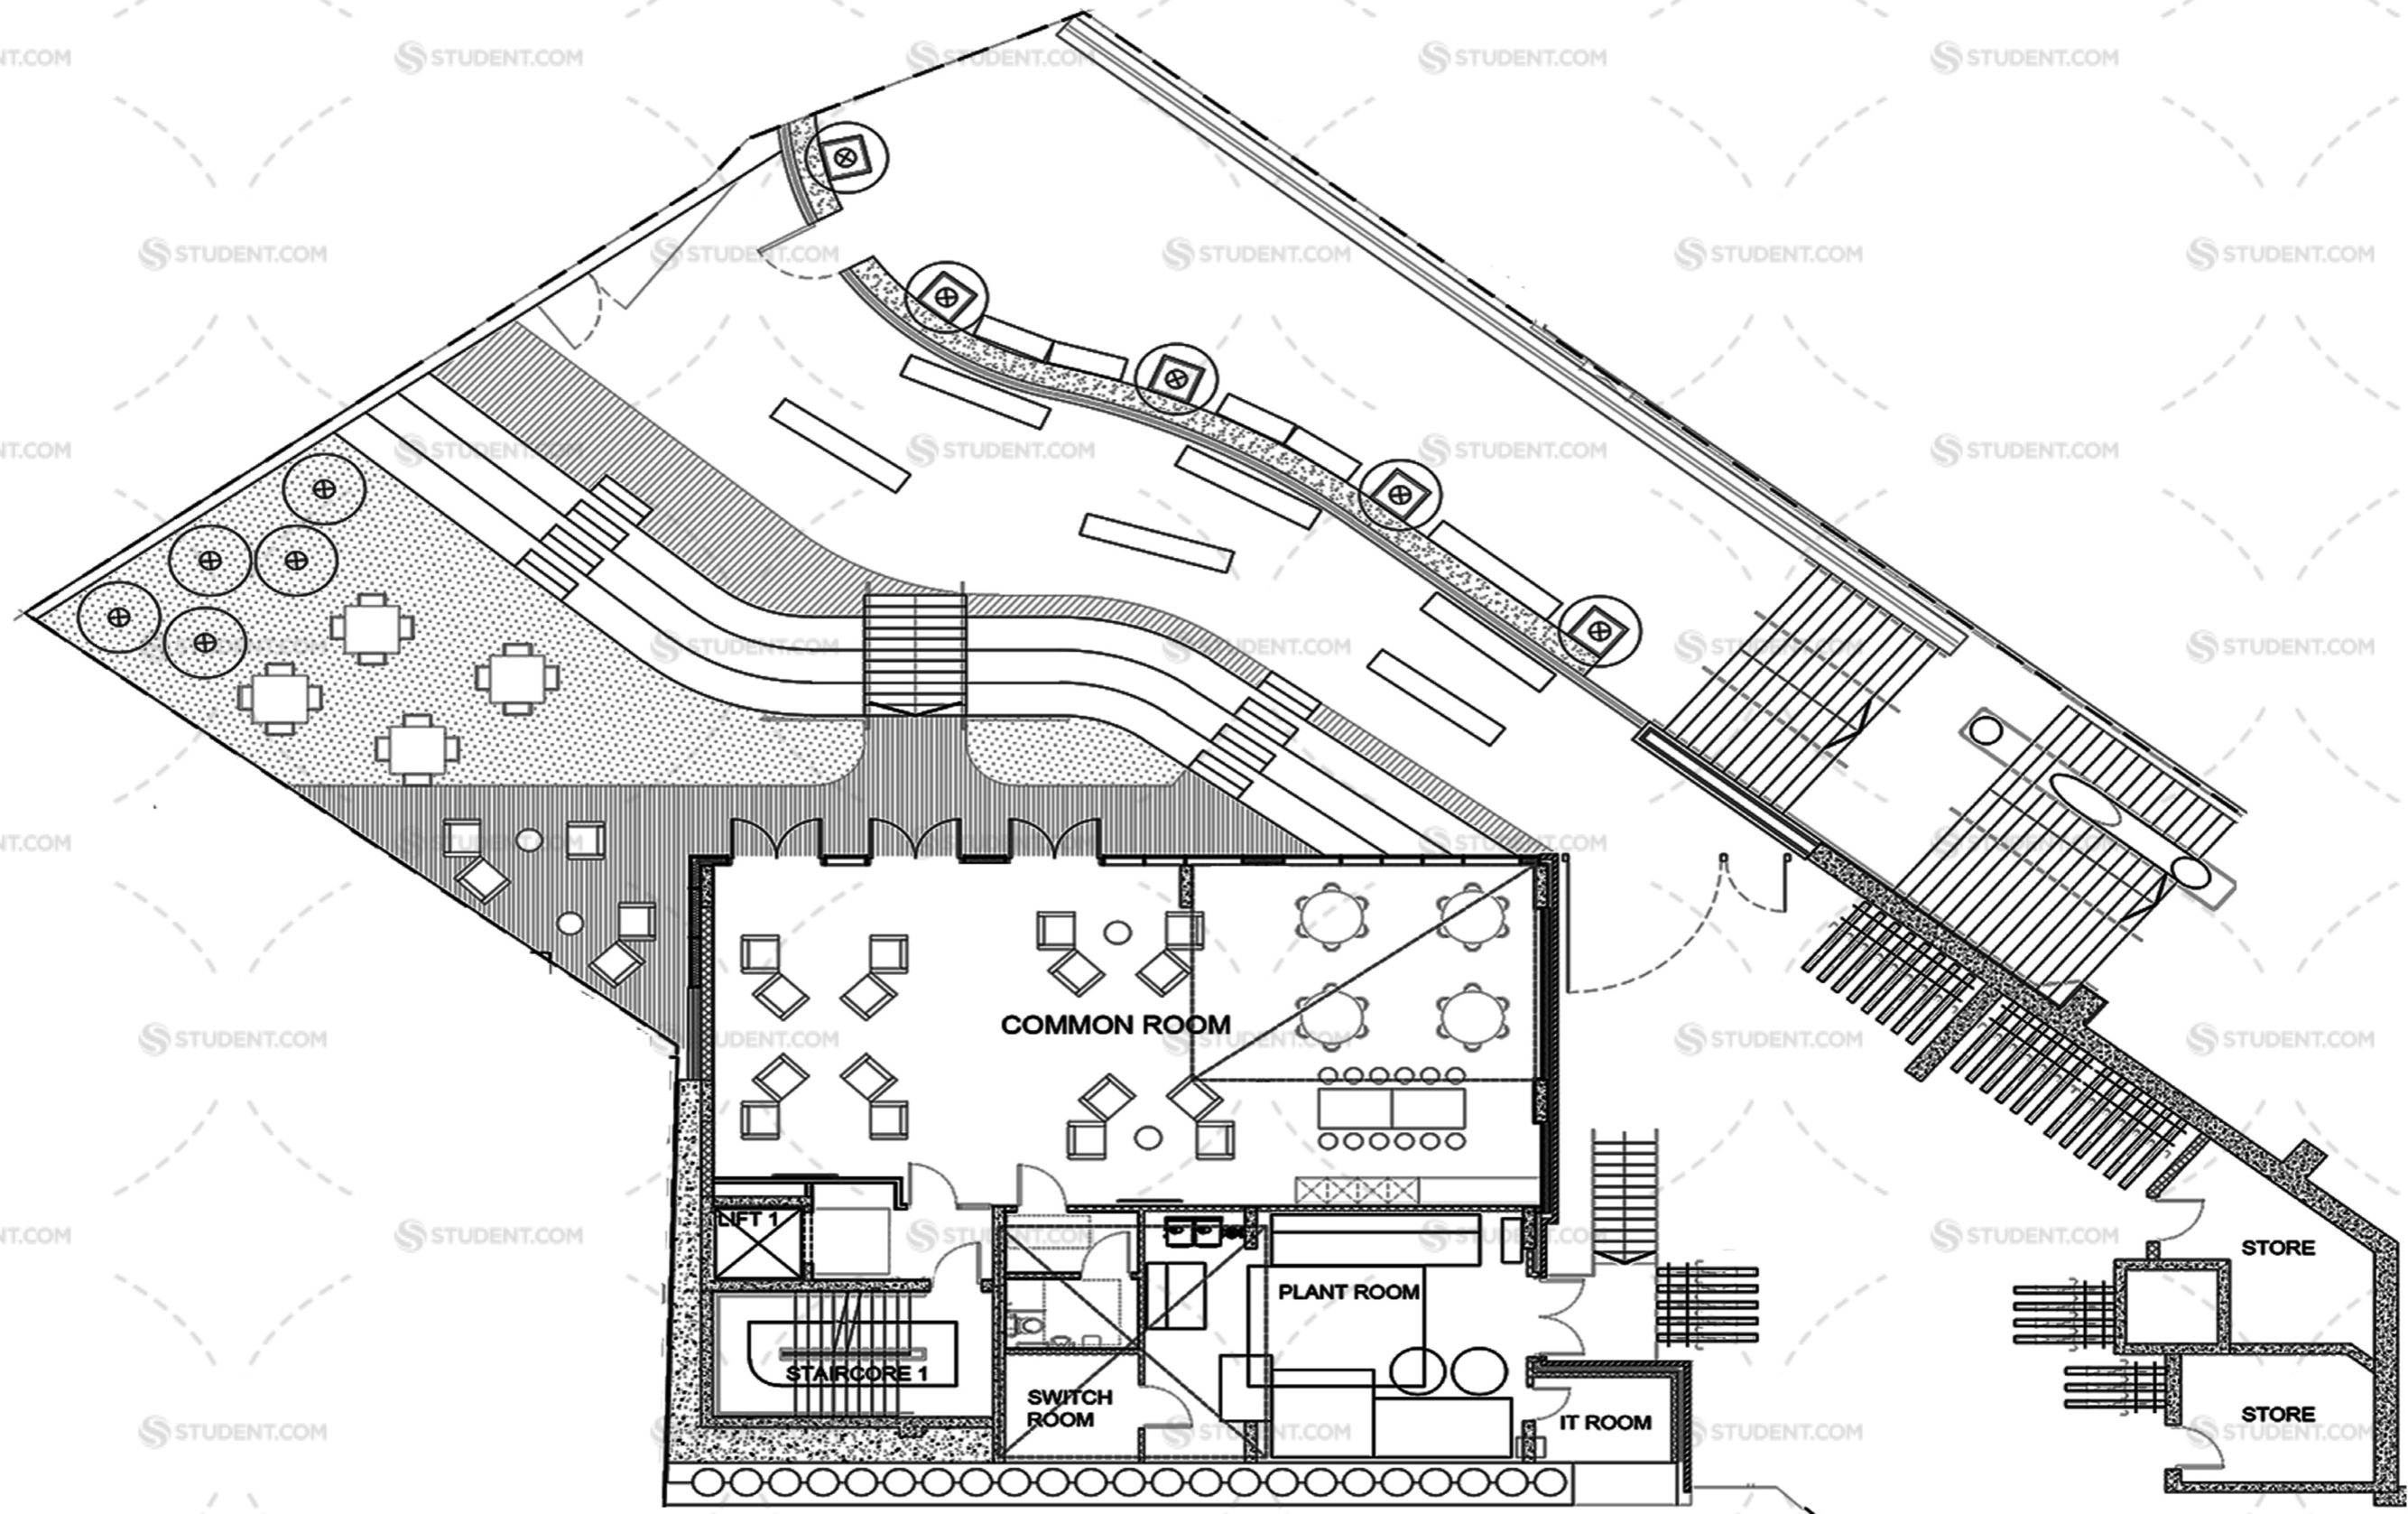 COMMON ROOM
LIFT 1
STORE
PLANT ROOM
STAIRCORE 1
SWITCH
ROOM
IT ROOM
STORE
STUDENT.COM